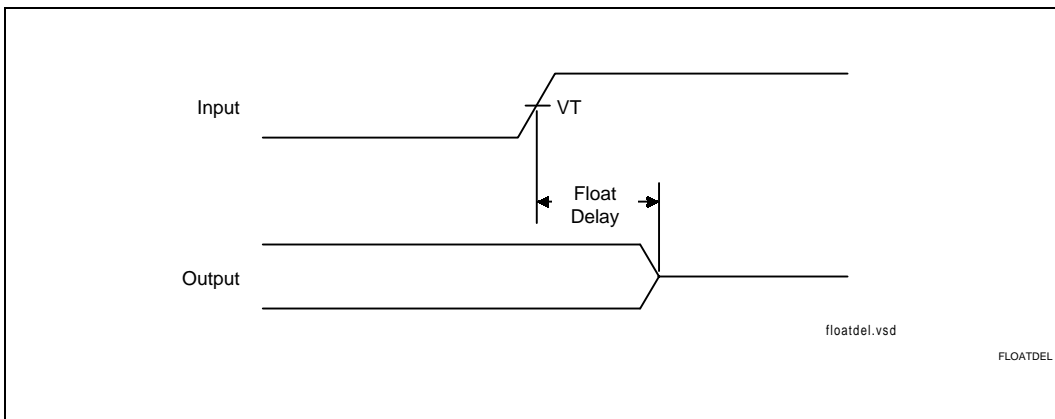 Input
VT
Float
Delay
Output
floatdel.vsd
FLOATDEL